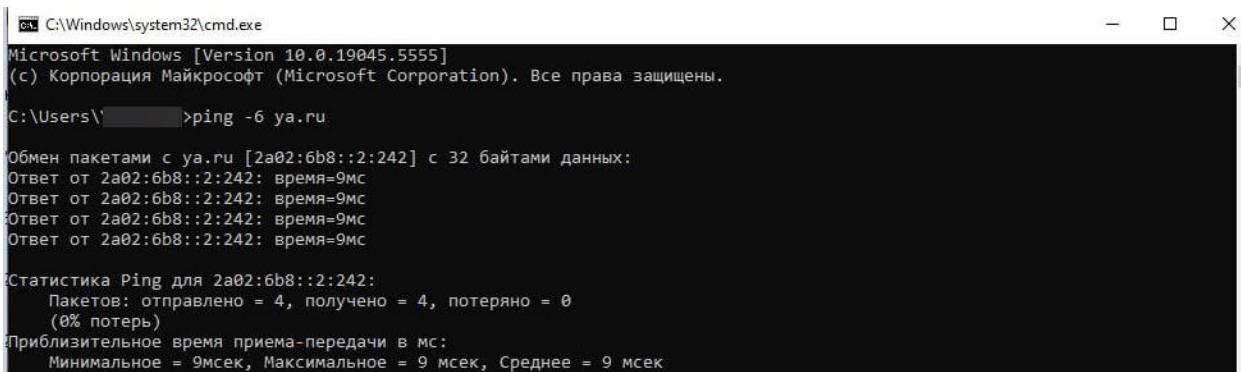 C:\Windows\system32\cmd.exe
Microsoft Windows [Version 10.0.19045.5555]
(c) Корпорация Майкрософт (Microsoft Corporation). Все права защищены.
C:\Users\ >ping -6 ya.ru
Обмен пакетами с ya.ru [2a02:6b8::2:242] с 32 байтами данных:
Ответ от 2a02:6b8::2:242: время=9мс
Ответ от 2a02:6b8::2:242: время=9мс
Ответ от 2a02:6b8::2:242: время=9мс
Ответ от 2a02:6b8::2:242: время=9мс
Статистика Ping для 2a02:6b8::2:242:
Пакетов: отправлено = 4, получено = 4, потеряно = 0
(0% потерь)
Приблизительное время приема-передачи в мс:
Минимальное = 9мсек, Максимальное = 9 мсек, Среднее = 9 мсек